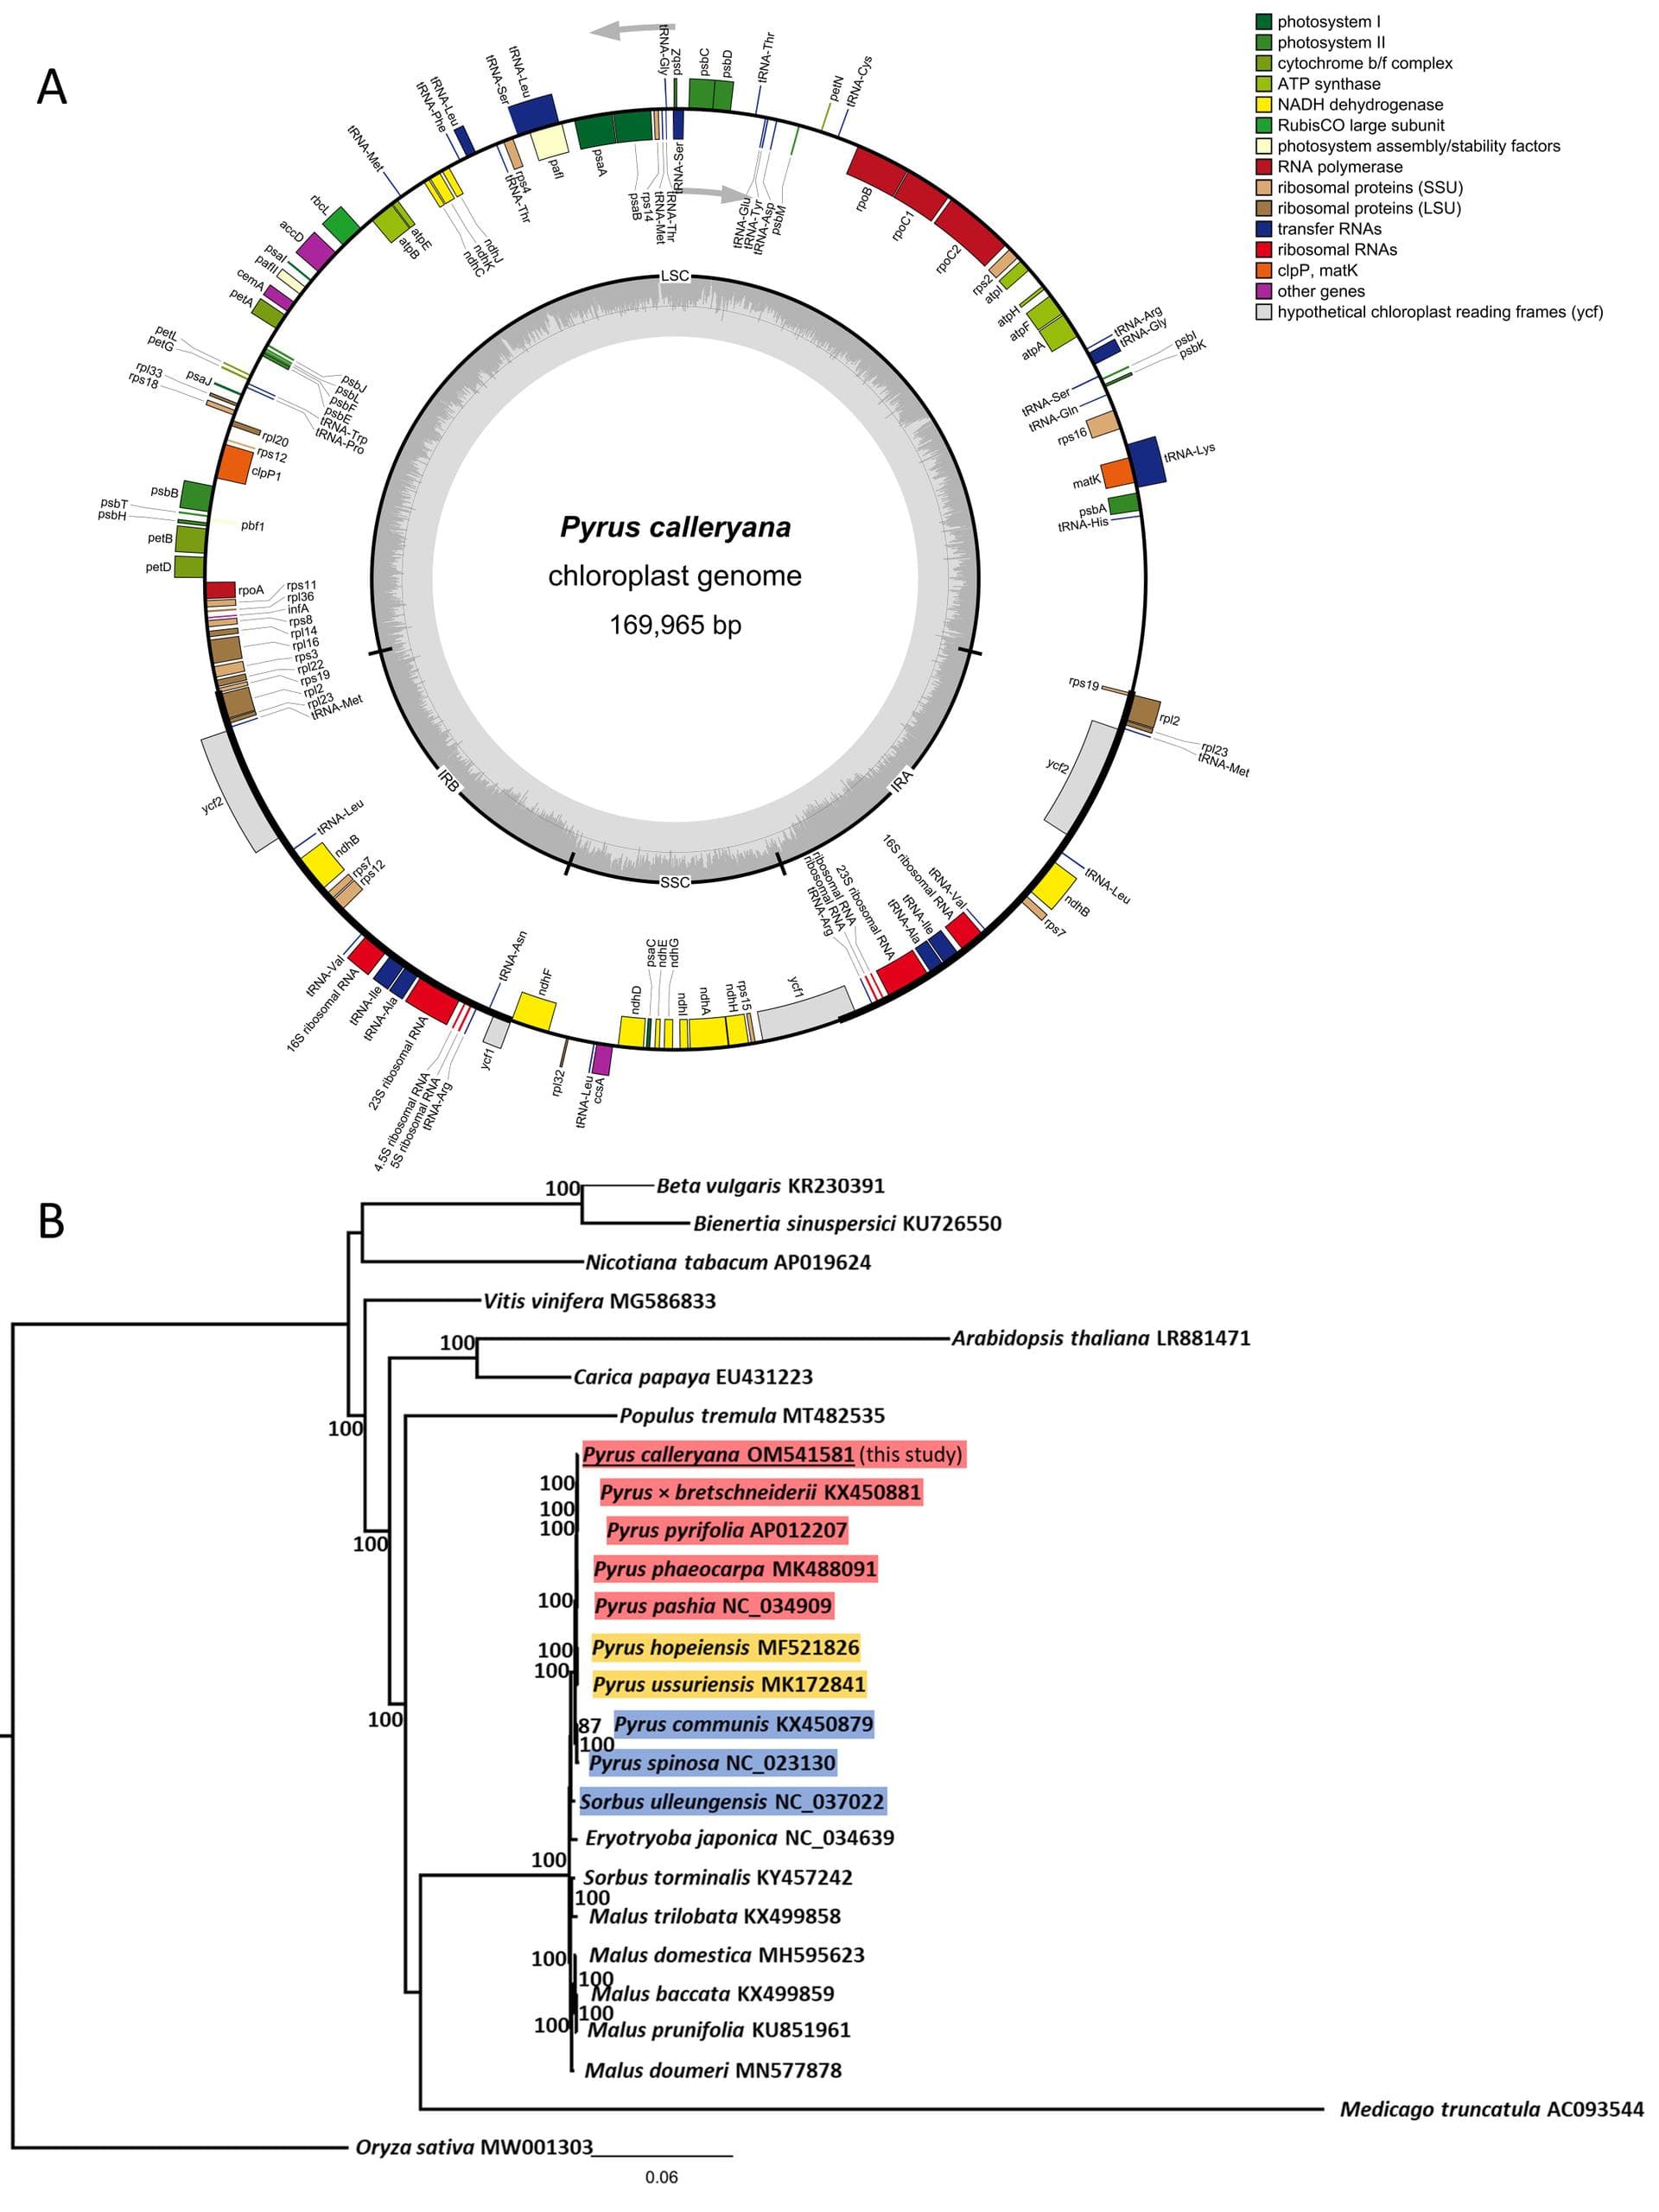 A
photosystem I
photosystem II
cytochrome b/f complex
ATP synthase
NADH dehydrogenase
RubisCO large subunit
photosystem assembly/stability factors
RNA polymerase
ribosomal proteins (SSU)
ribosomal proteins (LSU)
transfer RNAs
ribosomal RNAs
clpP, matK
other genes
hypothetical chloroplast reading frames (ycf)
tRNA-Gly
psbZ
psbC
psbD
tRNA-Thr
petN
tRNA-Cys
rpoB
rpoC1
rpoC2
rps2
atpI
atpH
atpF
atpA
tRNA-Arg
tRNA-Gly
psbI
psbK
tRNA-Ser
tRNA-Gln
rps16
tRNA-Lys
matK
psbA
tRNA-His
rps19
rpl2
rpl23
tRNA-Met
ycf2
tRNA-Leu
ndhB
rps7
tRNA-Val
16S ribosomal RNA
tRNA-Ile
tRNA-Ala
23S ribosomal RNA
ribosomal RNA
ribosomal RNA
tRNA-Arg
ycf1
rps15
ndhH
ndhA
ndhI
ndhG
ndhE
psaC
ndhD
ccsA
tRNA-Leu
rpl32
ndhF
tRNA-Asn
ycf1
tRNA-Arg
5S ribosomal RNA
4.5S ribosomal RNA
23S ribosomal RNA
tRNA-Ala
tRNA-Ile
16S ribosomal RNA
tRNA-Val
rps12
rps7
ndhB
tRNA-Leu
ycf2
tRNA-Met
rpl23
rpl2
rps19
rpl22
rps3
rpl16
rpl14
rps8
infA
rpl36
rps11
rpoA
petD
petB
pbf1
psbH
psbT
psbB
clpP1
rps12
rpl20
rps18
rpl33
psaJ
petG
petL
tRNA-Pro
tRNA-Trp
psbE
psbF
psbL
psbJ
petA
cemA
pafII
psaI
accD
rbcL
atpB
atpE
tRNA-Met
ndhC
ndhK
ndhJ
tRNA-Phe
tRNA-Leu
tRNA-Thr
rps4
tRNA-Ser
tRNA-Leu
pafI
psaA
psaB
rps14
tRNA-Met
tRNA-Thr
tRNA-Ser
tRNA-Glu
tRNA-Tyr
tRNA-Asp
psbM
LSC
IRB
IRA
SSC
Pyrus calleryana
chloroplast genome
169,965 bp
B
100
Beta vulgaris KR230391
Bienertia sinuspersici KU726550
Nicotiana tabacum AP019624
Vitis vinifera MG586833
100
Arabidopsis thaliana LR881471
Carica papaya EU431223
Populus tremula MT482535
100
Pyrus calleryana OM541581 (this study)
100
Pyrus × bretschneiderii KX450881
100
100
Pyrus pyrifolia AP012207
100
Pyrus phaeocarpa MK488091
100
Pyrus pashia NC_034909
100
Pyrus hopeiensis MF521826
100
Pyrus ussuriensis MK172841
100
87
Pyrus communis KX450879
100
Pyrus spinosa NC_023130
Sorbus ulleungensis NC_037022
Eryotryoba japonica NC_034639
100
Sorbus torminalis KY457242
100
Malus trilobata KX499858
100
Malus domestica MH595623
100
Malus baccata KX499859
100
100
Malus prunifolia KU851961
Malus doumeri MN577878
Medicago truncatula AC093544
Oryza sativa MW001303
0.06